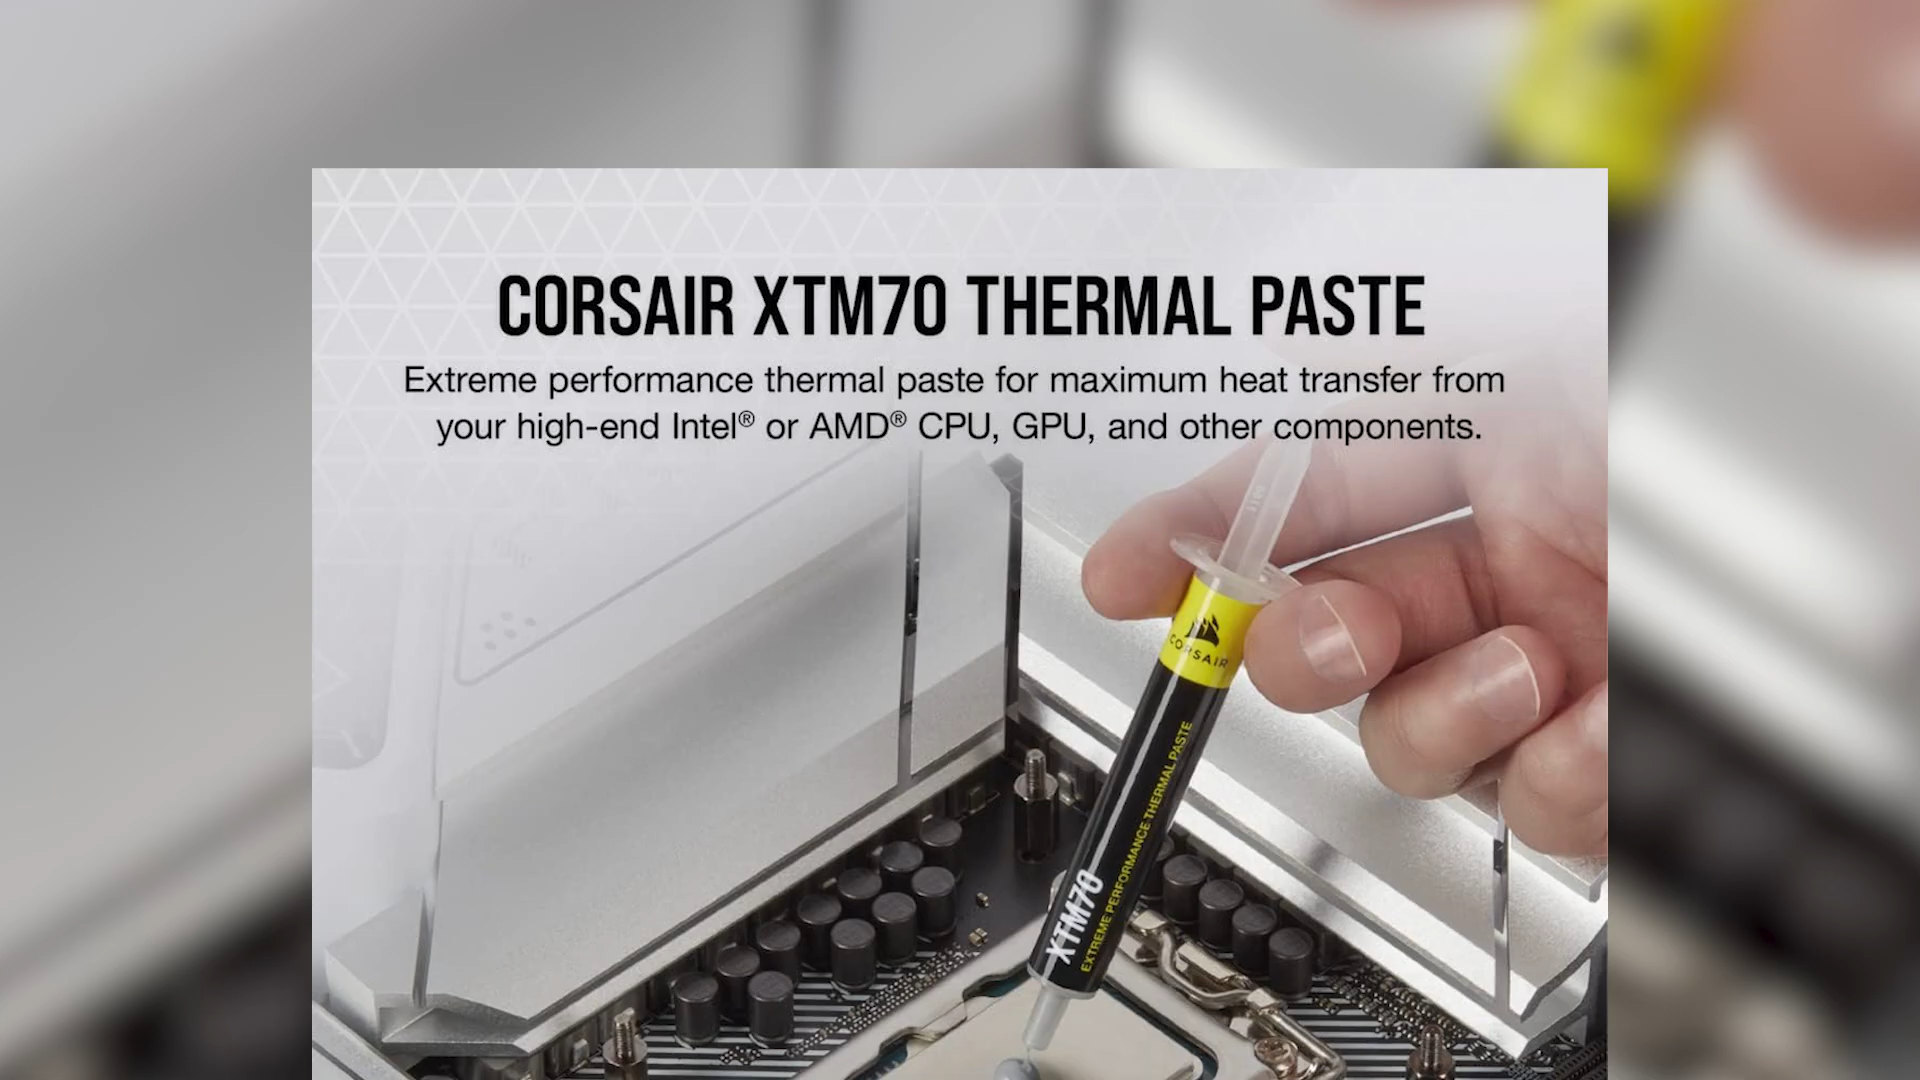 CORSAIR XTM70 THERMAL PASTE
Extreme performance thermal paste for maximum heat transfer from
your high-end Intel® or AMD® CPU, GPU, and other components.
CORSAIR
XTM70
EXTREME PERFORMANCE THERMAL PASTE